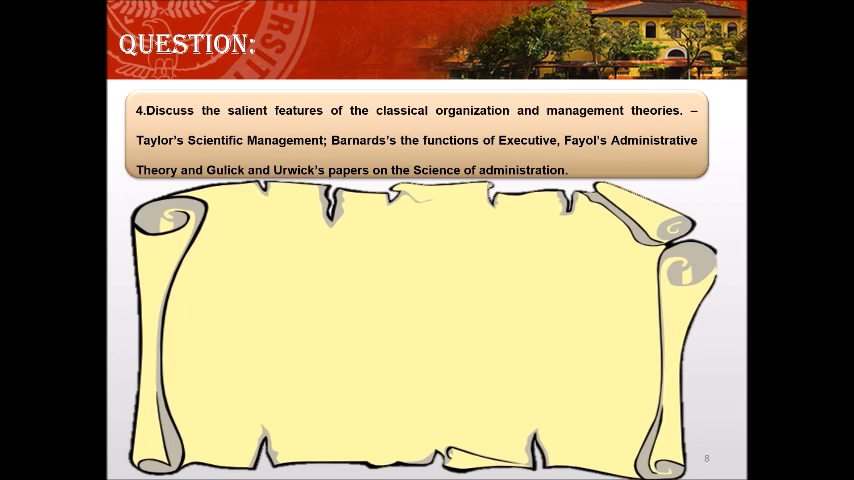 QUESTION:
4.Discuss the salient features of the classical organization and management theories. –
Taylor's Scientific Management; Barnards's the functions of Executive, Fayol's Administrative
Theory and Gulick and Urwick's papers on the Science of administration.
8